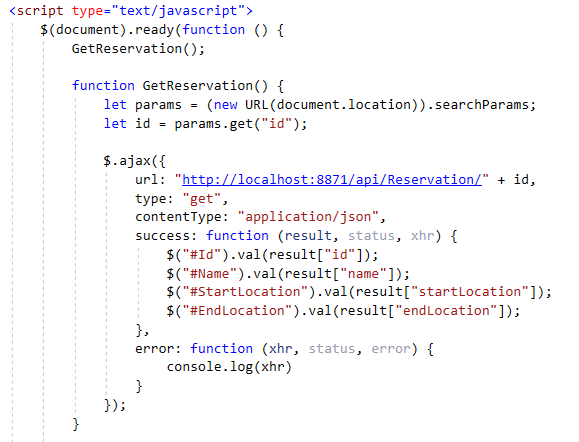 <script type="text/javascript">
$(document).ready(function () {
GetReservation();
function GetReservation() {
let params = (new URL(document.location)).searchParams;
let id = params.get("id");
$.ajax({
url: "http://localhost:8871/api/Reservation/" + id,
type: "get",
contentType: "application/json",
success: function (result, status, xhr) {
$("#Id").val(result["id"]);
$("#Name").val(result["name"]);
$("#StartLocation").val(result["startLocation"]);
$("#EndLocation").val(result["endLocation"]);
},
error: function (xhr, status, error) {
console.log(xhr)
}
});
}